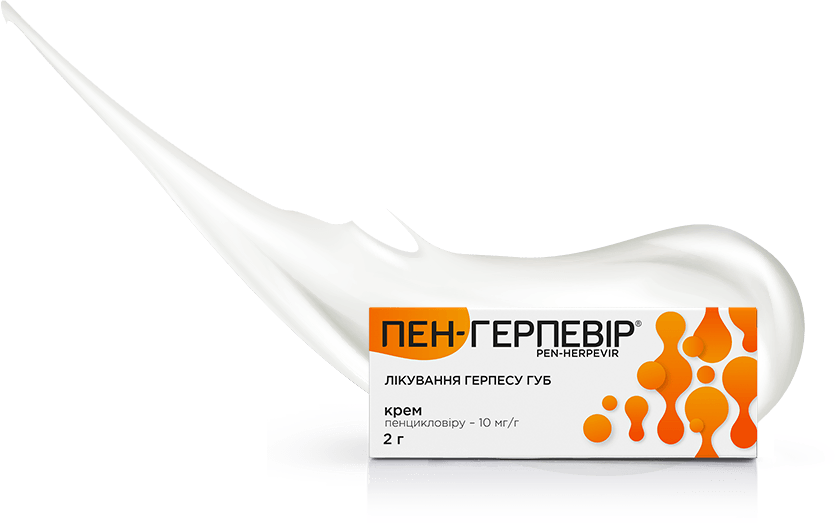 ПЕН-ГЕРПЕВІР®
PEN-HERPEVIR
ЛІКУВАННЯ ГЕРПЕСУ ГУБ
крем
пенцикловіру – 10 мг/г
2 г